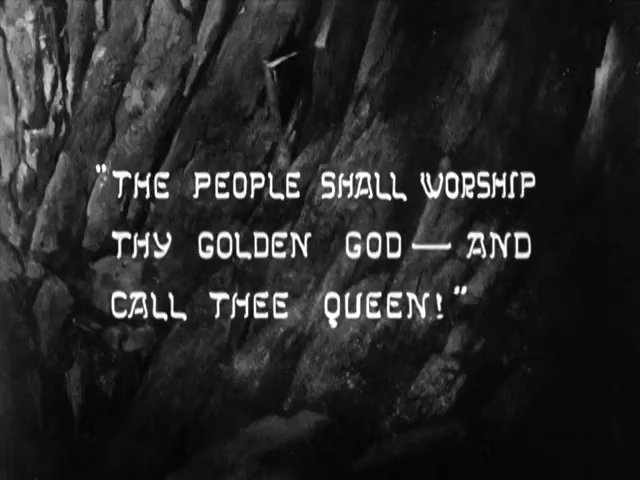 "THE PEOPLE SHALL WORSHIP
THY GOLDEN GOD — AND
CALL THEE QUEEN!"